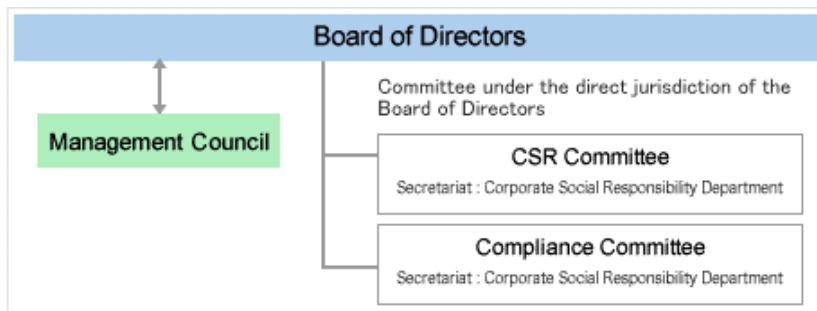 Board of Directors
Committee under the direct jurisdiction of the
Board of Directors
Management Council
CSR Committee
Secretariat : Corporate Social Responsibility Department
Compliance Committee
Secretariat : Corporate Social Responsibility Department